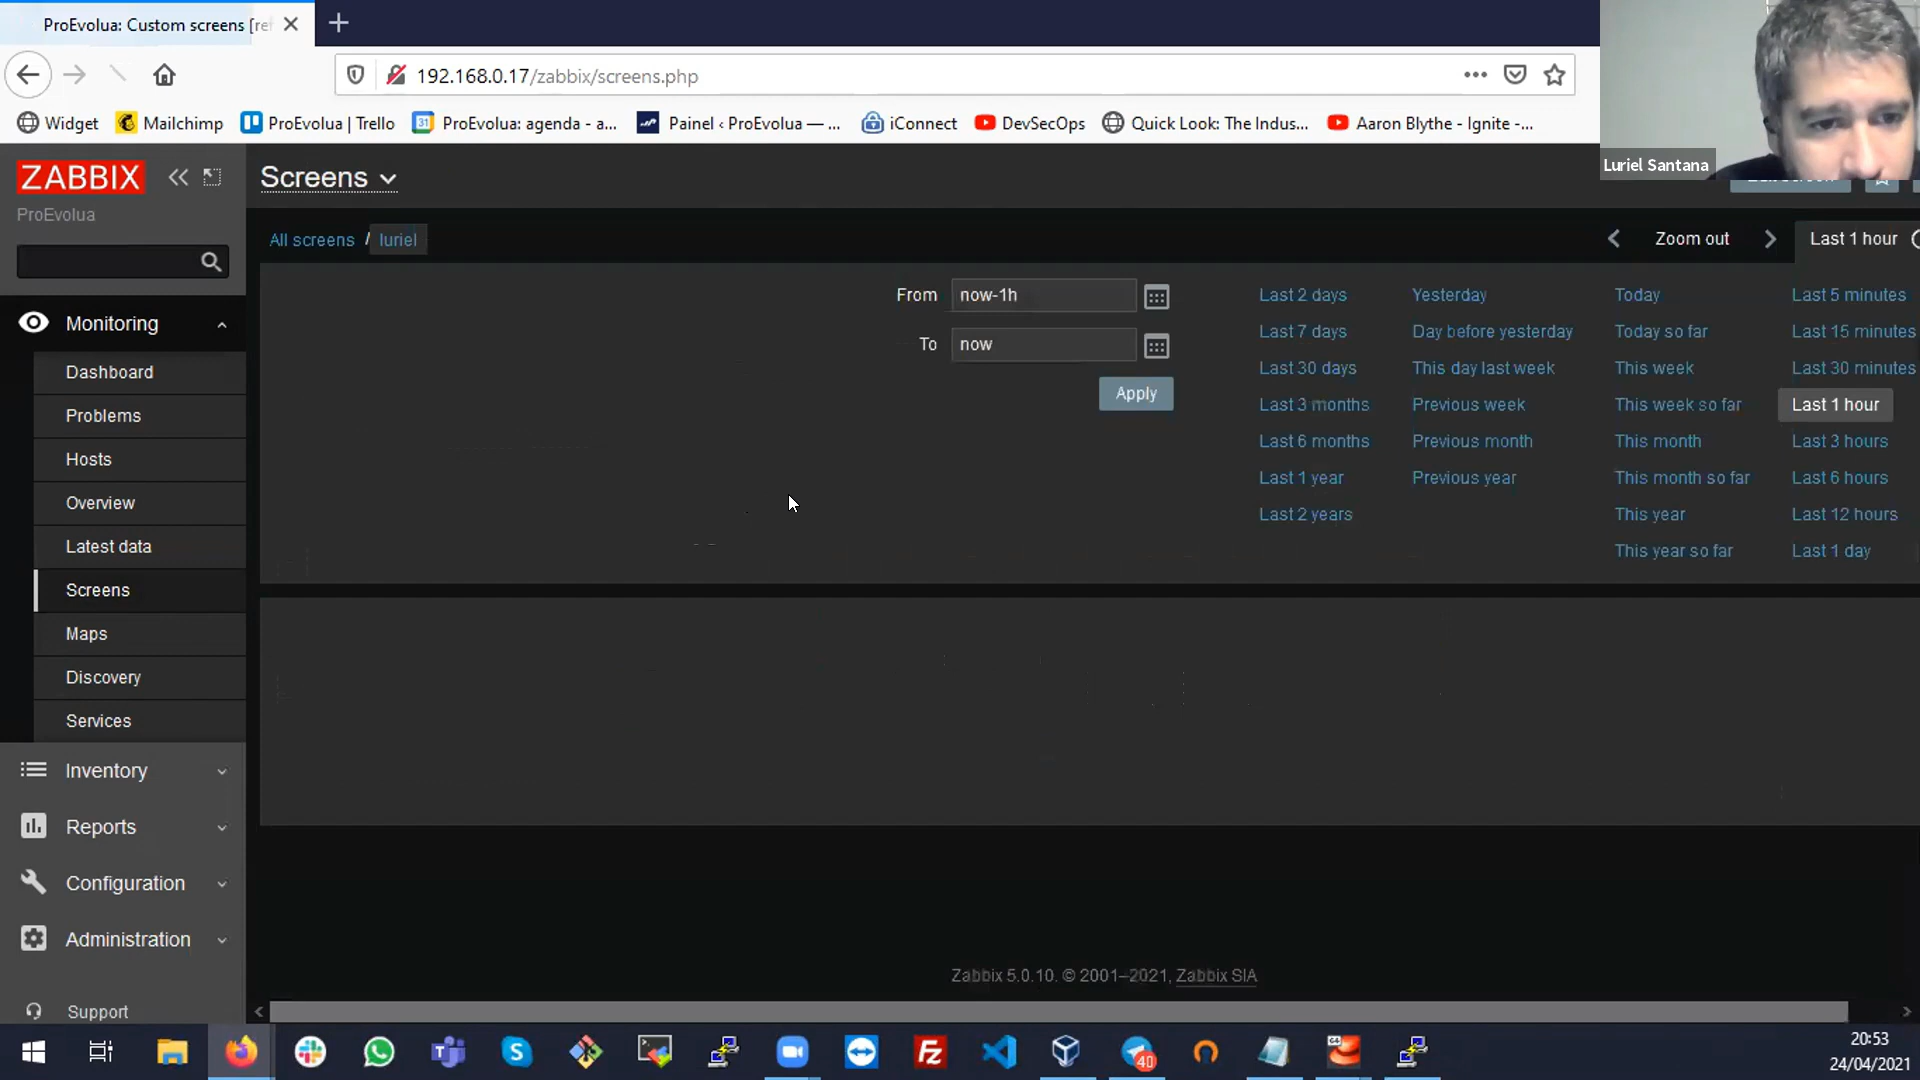 ProEvolua: Custom screens [re
192.168.0.17/zabbix/screens.php
Widget
Mailchimp
ProEvolua | Trello
31
ProEvolua: agenda - a...
Painel ‹ ProEvolua — ...
iConnect
DevSecOps
Quick Look: The Indus...
Aaron Blythe - Ignite -...
Luriel Santana
ZABBIX
ProEvolua
Screens
All screens / luriel
Zoom out
Last 1 hour
From now-1h
To now
Apply
Last 2 days
Last 7 days
Last 30 days
Last 3 months
Last 6 months
Last 1 year
Last 2 years
Yesterday
Day before yesterday
This day last week
Previous week
Previous month
Previous year
Today
Today so far
This week
This week so far
This month
This month so far
This year
This year so far
Last 5 minutes
Last 15 minutes
Last 30 minutes
Last 1 hour
Last 3 hours
Last 6 hours
Last 12 hours
Last 1 day
Monitoring
Dashboard
Problems
Hosts
Overview
Latest data
Screens
Maps
Discovery
Services
Inventory
Reports
Configuration
Administration
Support
Zabbix 5.0.10. © 2001–2021, Zabbix SIA
40
64
20:53
24/04/2021